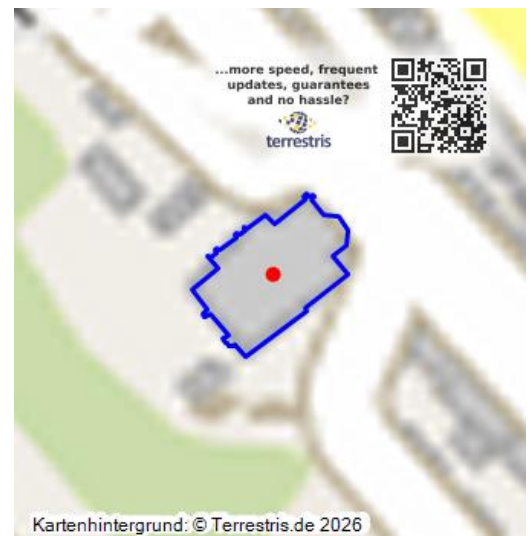 ...more speed, frequent
updates, guarantees
and no hassle?
terrestris
Kartenhintergrund: © Terrestris.de 2026